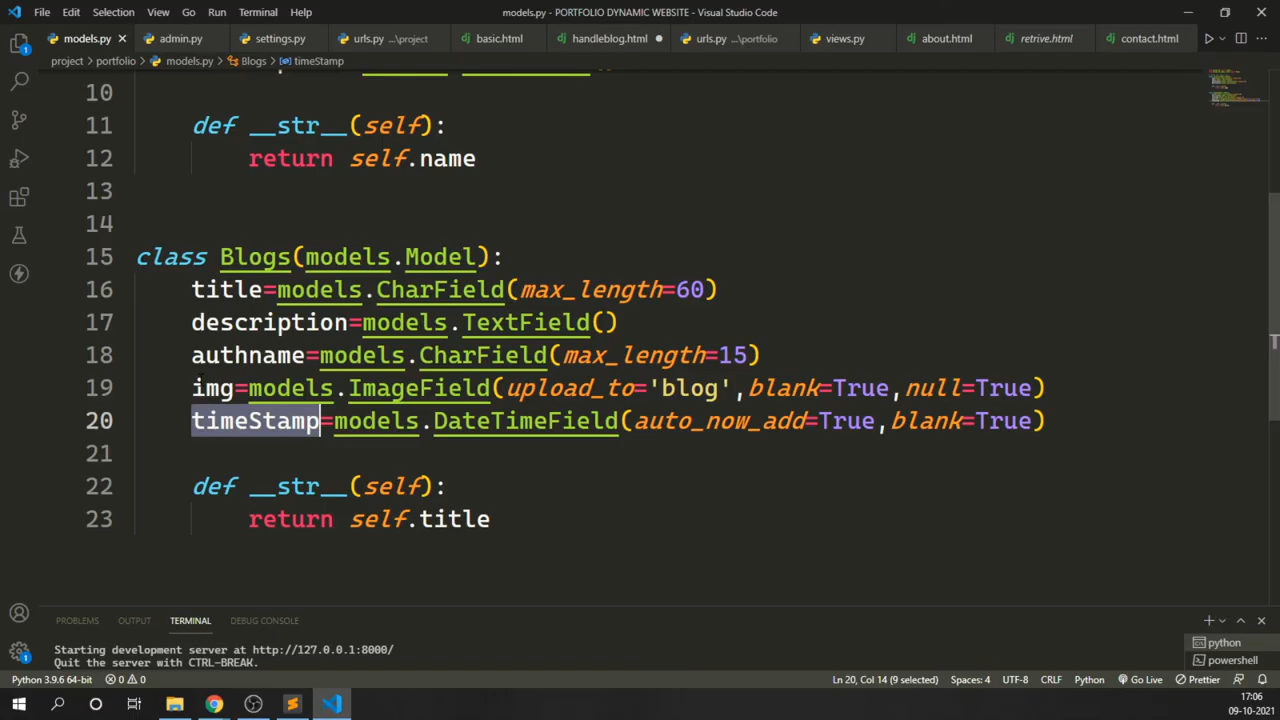 File Edit Selection View Go Run Terminal Help
models.py - PORTFOLIO DYNAMIC WEBSITE - Visual Studio Code
models.py admin.py settings.py urls.py ...\project basic.html handleblog.html urls.py ...\portfolio views.py about.html retrive.html contact.html
project > portfolio > models.py > Blogs > timeStamp
10
11 def __str__(self):
12 return self.name
13
14
15 class Blogs(models.Model):
16 title=models.CharField(max_length=60)
17 description=models.TextField()
18 authname=models.CharField(max_length=15)
19 img=models.ImageField(upload_to='blog',blank=True,null=True)
20 timeStamp=models.DateTimeField(auto_now_add=True,blank=True)
21
22 def __str__(self):
23 return self.title
PROBLEMS OUTPUT TERMINAL DEBUG CONSOLE
Starting development server at http://127.0.0.1:8000/
Quit the server with CTRL-BREAK.
python
powershell
Python 3.9.6 64-bit 0 0 Ln 20, Col 14 (9 selected) Spaces: 4 UTF-8 CRLF Python Go Live Prettier
17:06
09-10-2021